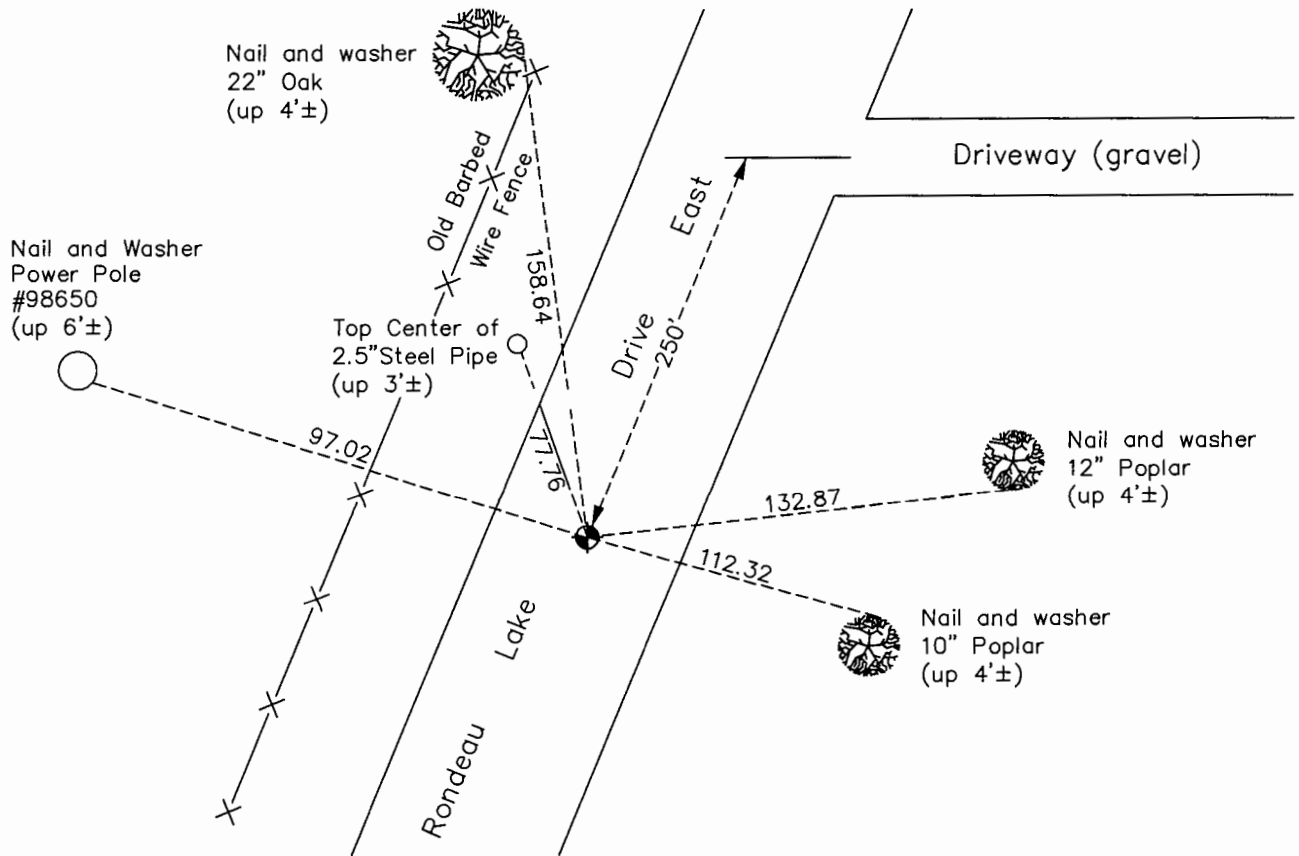 Nail and washer
22" Oak
(up 4'±)
Old Barbed
Wire Fence
Driveway (gravel)
Nail and Washer
Power Pole
#98650
(up 6'±)
Top Center of
2.5"Steel Pipe
(up 3'±)
158.64
250'
97.02
77.76
132.87
112.32
Nail and washer
12" Poplar
(up 4'±)
Nail and washer
10" Poplar
(up 4'±)
Rondeau Lake Drive East